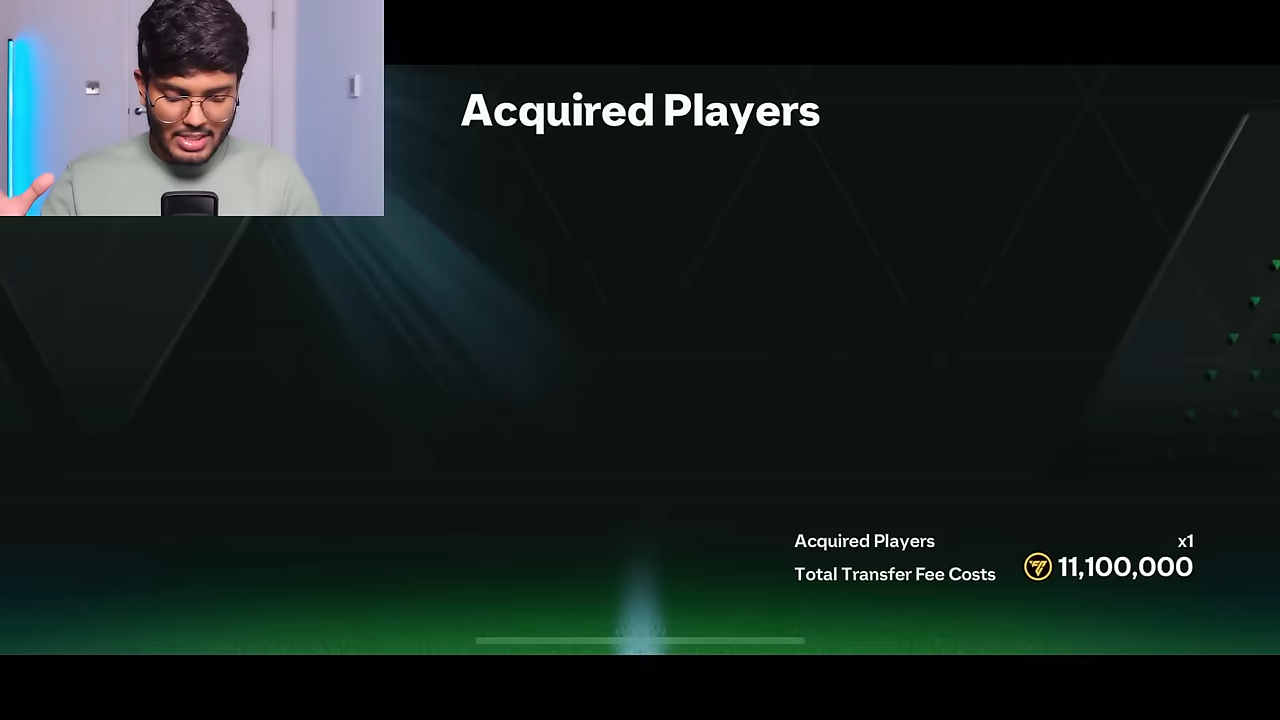 Acquired Players
Acquired Players x1
Total Transfer Fee Costs 11,100,000